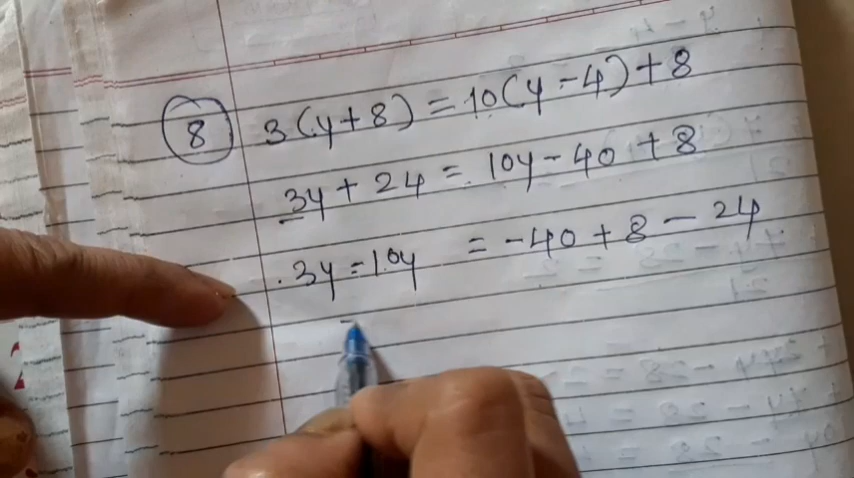 8 3(y+8) = 10(y-4)+8
3y + 24 = 10y - 40 + 8
3y = 10y = -40 + 8 - 24